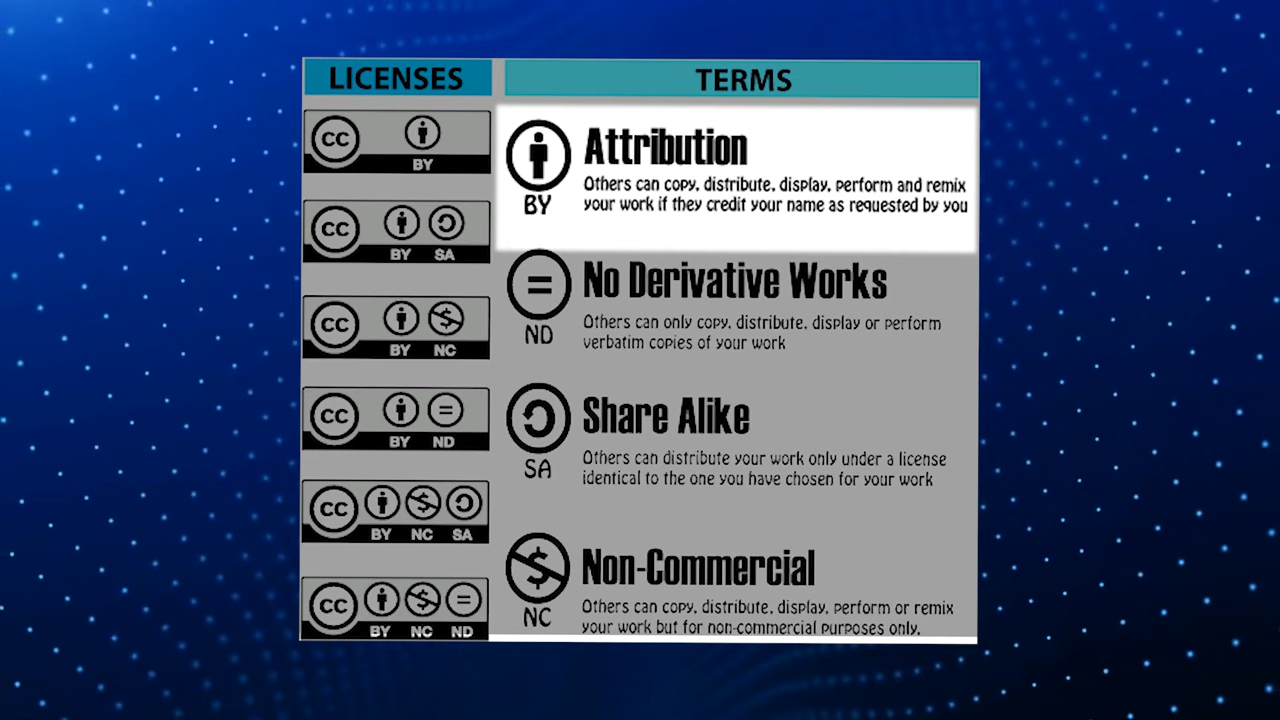 LICENSES
CC
BY
CC
BY SA
CC
BY NC
CC
BY ND
CC
BY NC SA
CC
BY NC ND
TERMS
Attribution
BY
Others can copy, distribute, display, perform and remix
your work if they credit your name as requested by you
No Derivative Works
ND
Others can only copy, distribute, display or perform
verbatim copies of your work
Share Alike
SA
Others can distribute your work only under a license
identical to the one you have chosen for your work
Non-Commercial
NC
Others can copy, distribute, display, perform or remix
your work but for non-commercial purposes only.